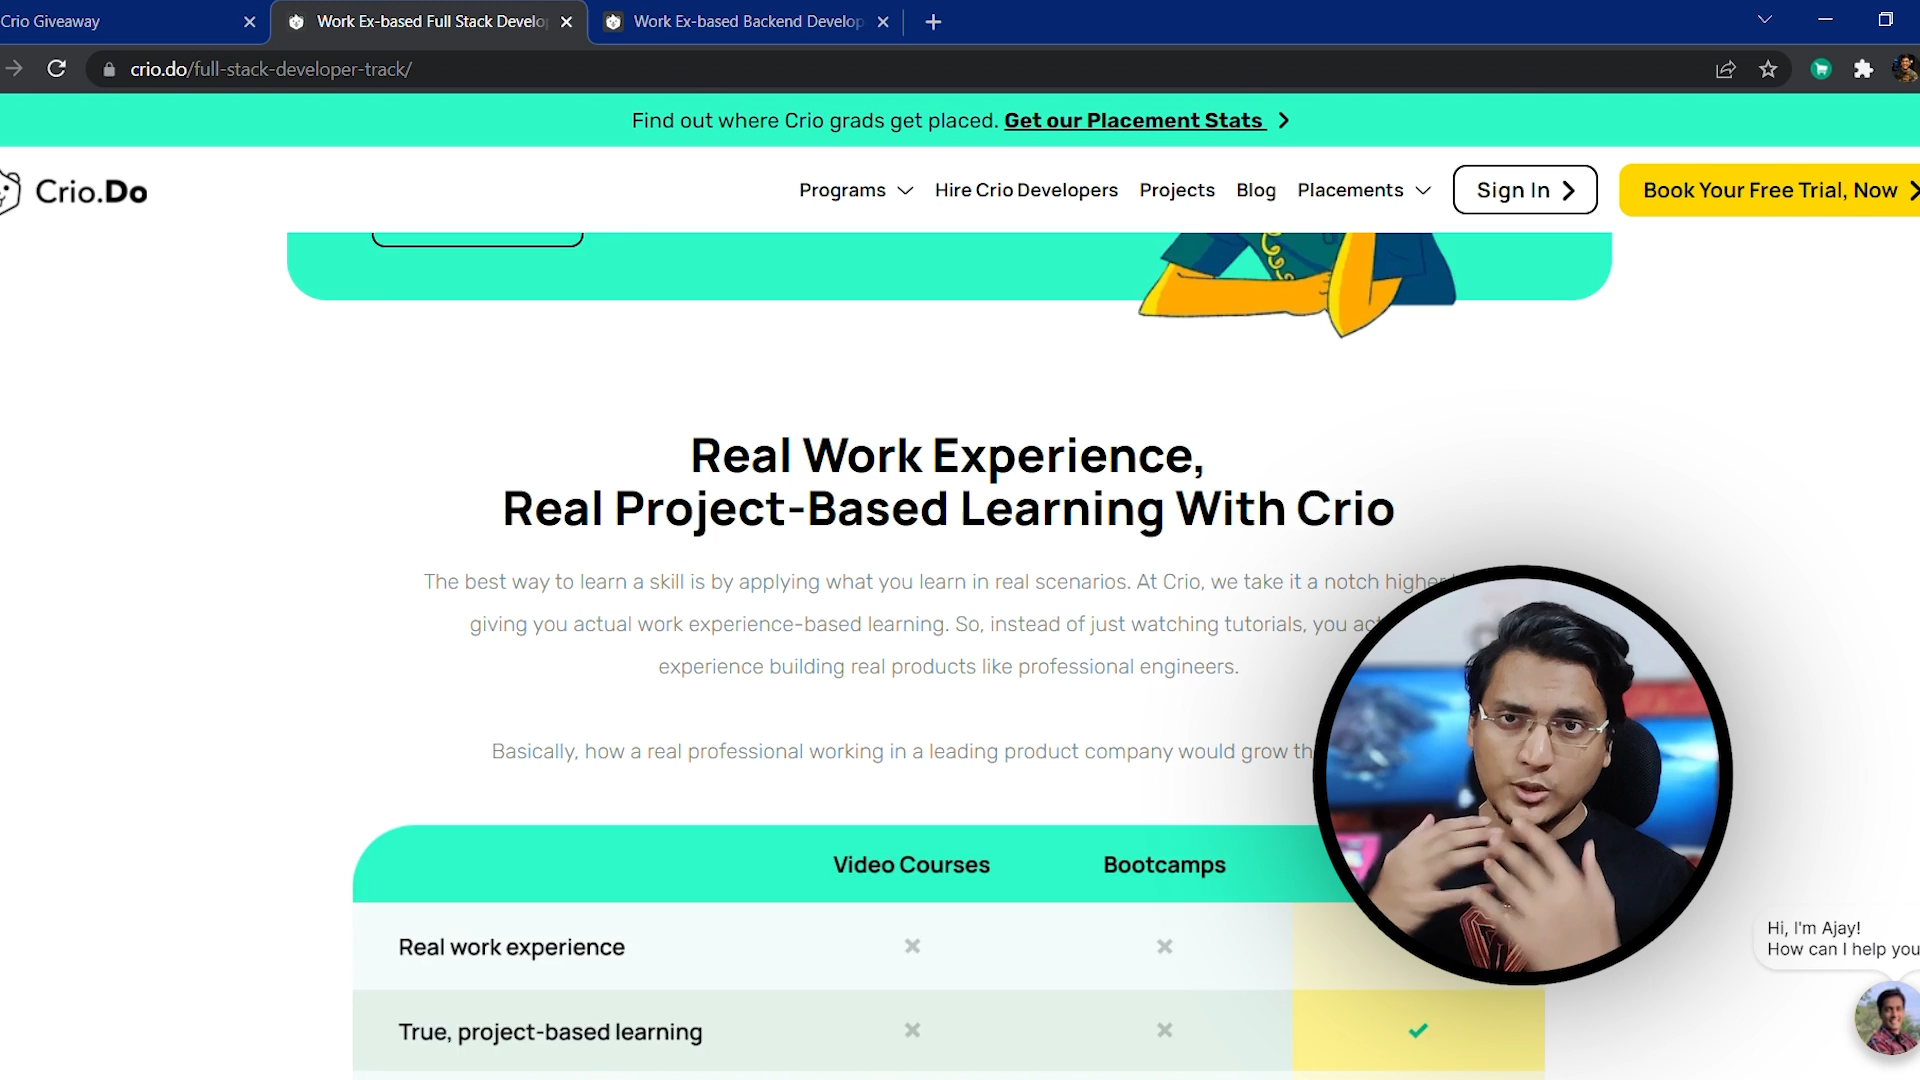 Crio Giveaway
Work Ex-based Full Stack Develo
Work Ex-based Backend Develop
crio.do/full-stack-developer-track/
Find out where Crio grads get placed. Get our Placement Stats
Crio.Do
Programs
Hire Crio Developers
Projects
Blog
Placements
Sign In
Book Your Free Trial, Now
Real Work Experience,
Real Project-Based Learning With Crio
The best way to learn a skill is by applying what you learn in real scenarios. At Crio, we take it a notch higher
giving you actual work experience-based learning. So, instead of just watching tutorials, you
experience building real products like professional engineers.
Basically, how a real professional working in a leading product company would grow
Video Courses
Bootcamps
Real work experience
True, project-based learning
Hi, I'm Ajay!
How can I help you